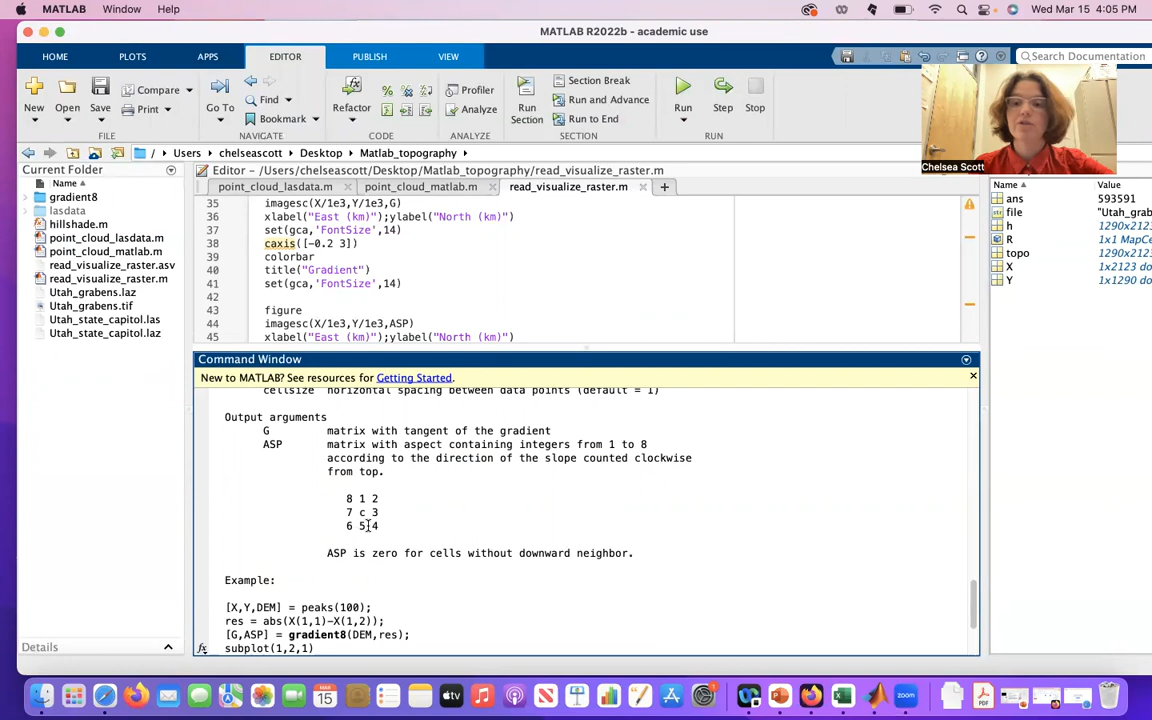 MATLAB Window Help Wed Mar 15 4:05 PM
MATLAB R2022b - academic use
HOME PLOTS APPS EDITOR PUBLISH VIEW Search Documentation
New Open Save Compare Print Go To Find Bookmark Refactor Profiler Analyze Run Section Section Break Run and Advance Run to End Run Step Stop
FILE NAVIGATE CODE ANALYZE SECTION RUN
Chelsea Scott
/ Users chelseascott Desktop Matlab_topography
Current Folder
Name
gradient8
lasdata
hillshade.m
point_cloud_lasdata.m
point_cloud_matlab.m
read_visualize_raster.asv
read_visualize_raster.m
Utah_grabens.laz
Utah_grabens.tif
Utah_state_capitol.las
Utah_state_capitol.laz
Details
Editor - /Users/chelseascott/Desktop/Matlab_topography/read_visualize_raster.m
point_cloud_lasdata.m point_cloud_matlab.m read_visualize_raster.m
35 imagesc(X/1e3,Y/1e3,G)
36 xlabel("East (km)");ylabel("North (km)")
37 set(gca,'FontSize',14)
38 caxis([-0.2 3])
39 colorbar
40 title("Gradient")
41 set(gca,'FontSize',14)
42
43 figure
44 imagesc(X/1e3,Y/1e3,ASP)
45 xlabel("East (km)");ylabel("North (km)")
Command Window
New to MATLAB? See resources for Getting Started.
cellsize horizontal spacing between data points (default = 1)
Output arguments
G matrix with tangent of the gradient
ASP matrix with aspect containing integers from 1 to 8
according to the direction of the slope counted clockwise
from top.
8 1 2
7 c 3
6 5 4
ASP is zero for cells without downward neighbor.
Example:
[X,Y,DEM] = peaks(100);
res = abs(X(1,1)-X(1,2));
[G,ASP] = gradient8(DEM,res);
subplot(1,2,1)
fx
Name Value
ans 593591
file "Utah_grab
h 1290x2123
R 1x1 MapCe
topo 1290x2123
X 1x2123 do
Y 1x1290 do
15
tv
zoom